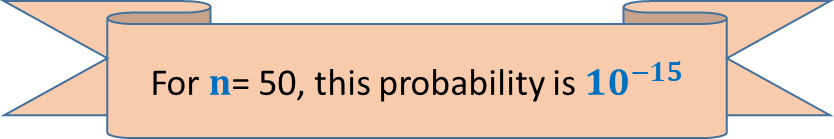 For n= 50, this probability is 10⁻¹⁵